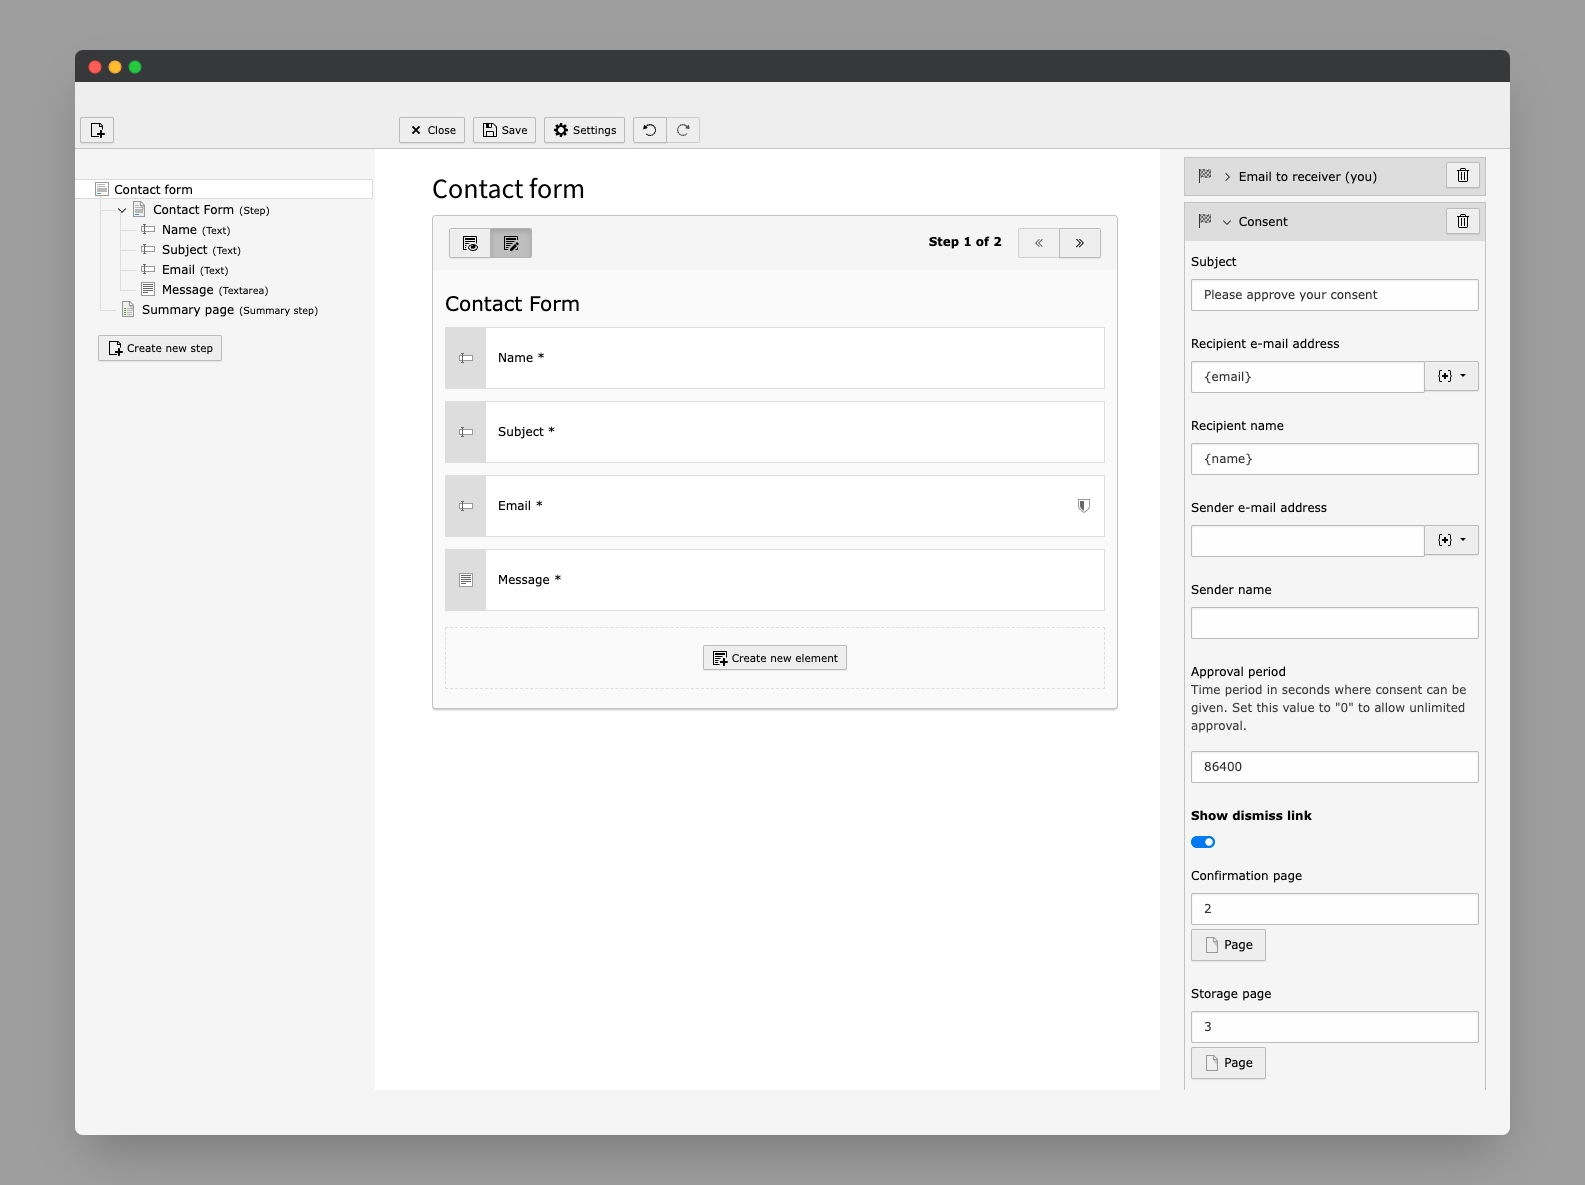 Close
Save
Settings
Contact form
Contact Form (Step)
Name (Text)
Subject (Text)
Email (Text)
Message (Textarea)
Summary page (Summary step)
Create new step
Contact form
Step 1 of 2
Contact Form
Name *
Subject *
Email *
Message *
Create new element
Email to receiver (you)
Consent
Subject
Please approve your consent
Recipient e-mail address
{email}
Recipient name
{name}
Sender e-mail address
Sender name
Approval period
Time period in seconds where consent can be
given. Set this value to "0" to allow unlimited
approval.
86400
Show dismiss link
Confirmation page
2
Page
Storage page
3
Page